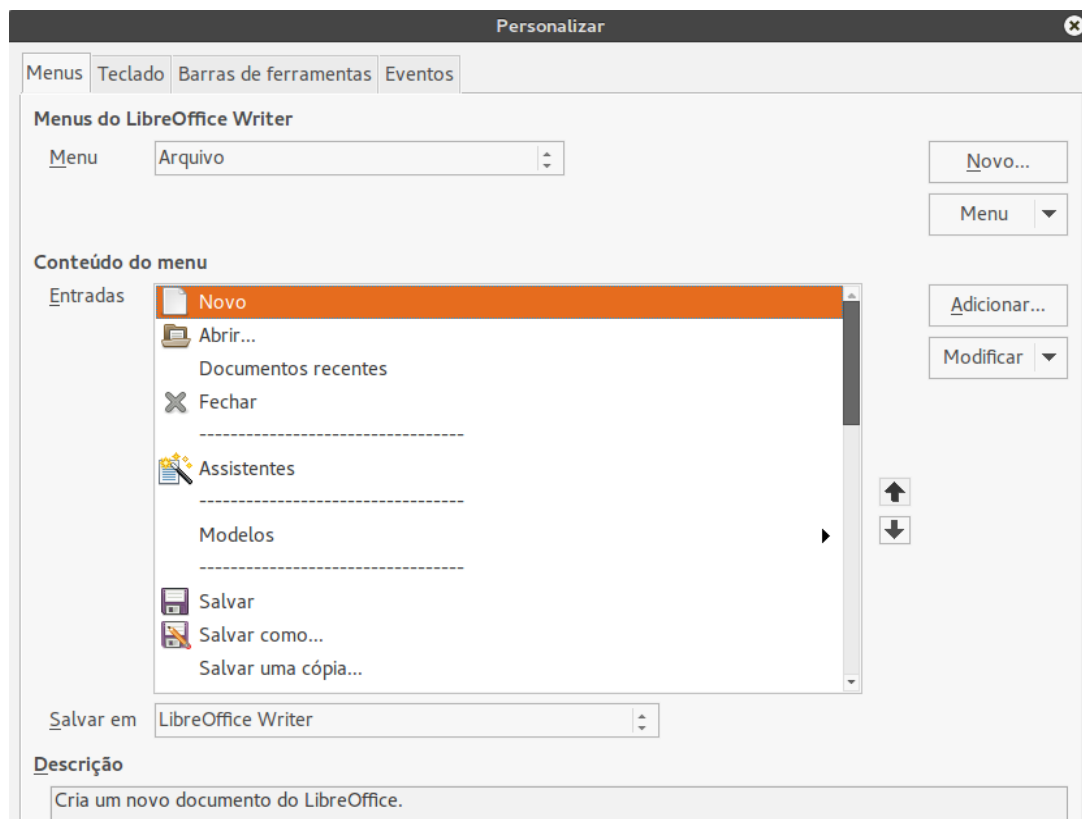 Personalizar
Menus Teclado Barras de ferramentas Eventos
Menus do LibreOffice Writer
Menu Arquivo Novo...
Menu
Conteúdo do menu
Entradas Novo Adicionar...
Abrir...
Documentos recentes Modificar
Fechar
----------------------------------
Assistentes
----------------------------------
Modelos
----------------------------------
Salvar
Salvar como...
Salvar uma cópia...
Salvar em LibreOffice Writer
Descrição
Cria um novo documento do LibreOffice.